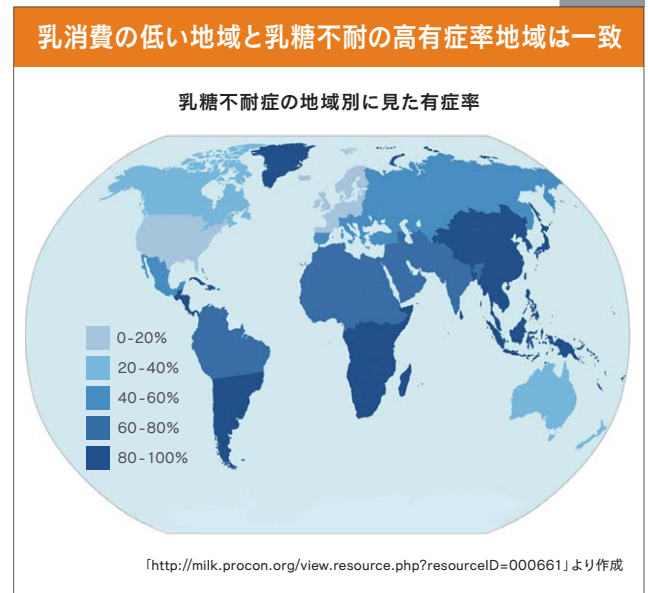 乳消費の低い地域と乳糖不耐の高有症率地域は一致
乳糖不耐症の地域別に見た有症率
0-20%
20-40%
40-60%
60-80%
80-100%
「http://milk.procon.org/view.resource.php?resourceID=000661」より作成